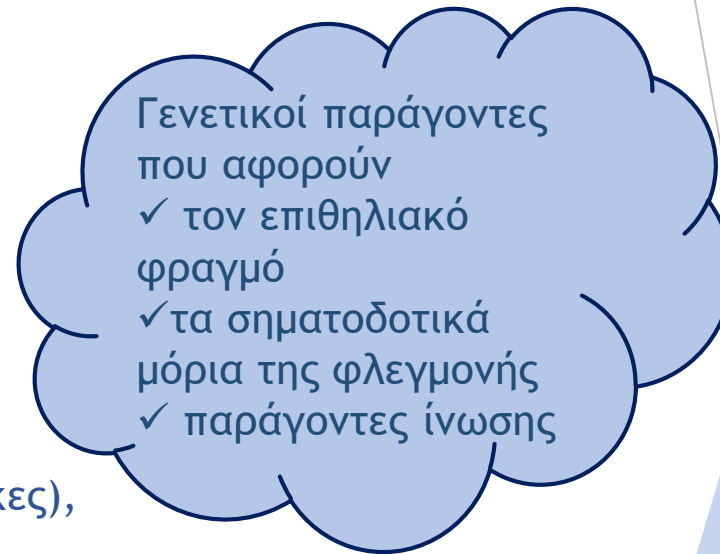 Γενετικοί παράγοντες
που αφορούν
✓ τον επιθηλιακό
φραγμό
✓τα σηματοδοτικά
μόρια της φλεγμονής
✓ παράγοντες ίνωσης